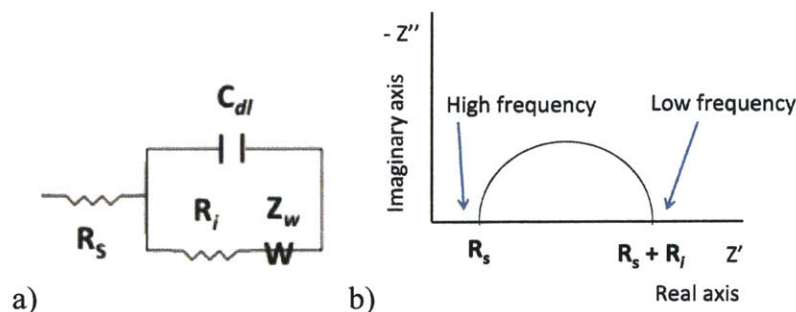 C_dl
R_i Z_w
W
R_S
a)
- Z''
Imaginary axis
High frequency
Low frequency
R_s
R_s + R_i Z'
Real axis
b)